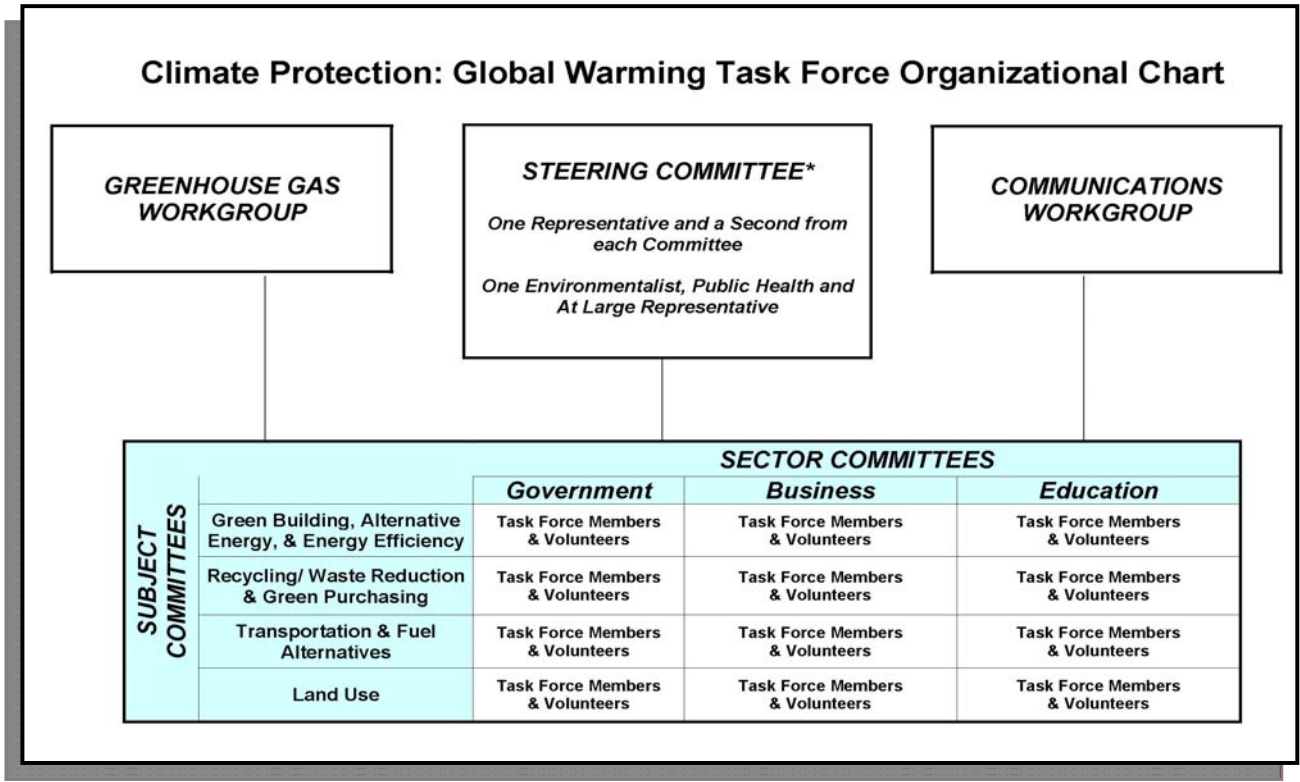 Climate Protection: Global Warming Task Force Organizational Chart
GREENHOUSE GAS
WORKGROUP
STEERING COMMITTEE*
One Representative and a Second from
each Committee
One Environmentalist, Public Health and
At Large Representative
COMMUNICATIONS
WORKGROUP
SUBJECT
COMMITTEES
SECTOR COMMITTEES
Government
Business
Education
Green Building, Alternative
Energy, & Energy Efficiency
Task Force Members
& Volunteers
Task Force Members
& Volunteers
Task Force Members
& Volunteers
Recycling/ Waste Reduction
& Green Purchasing
Task Force Members
& Volunteers
Task Force Members
& Volunteers
Task Force Members
& Volunteers
Transportation & Fuel
Alternatives
Task Force Members
& Volunteers
Task Force Members
& Volunteers
Task Force Members
& Volunteers
Land Use
Task Force Members
& Volunteers
Task Force Members
& Volunteers
Task Force Members
& Volunteers